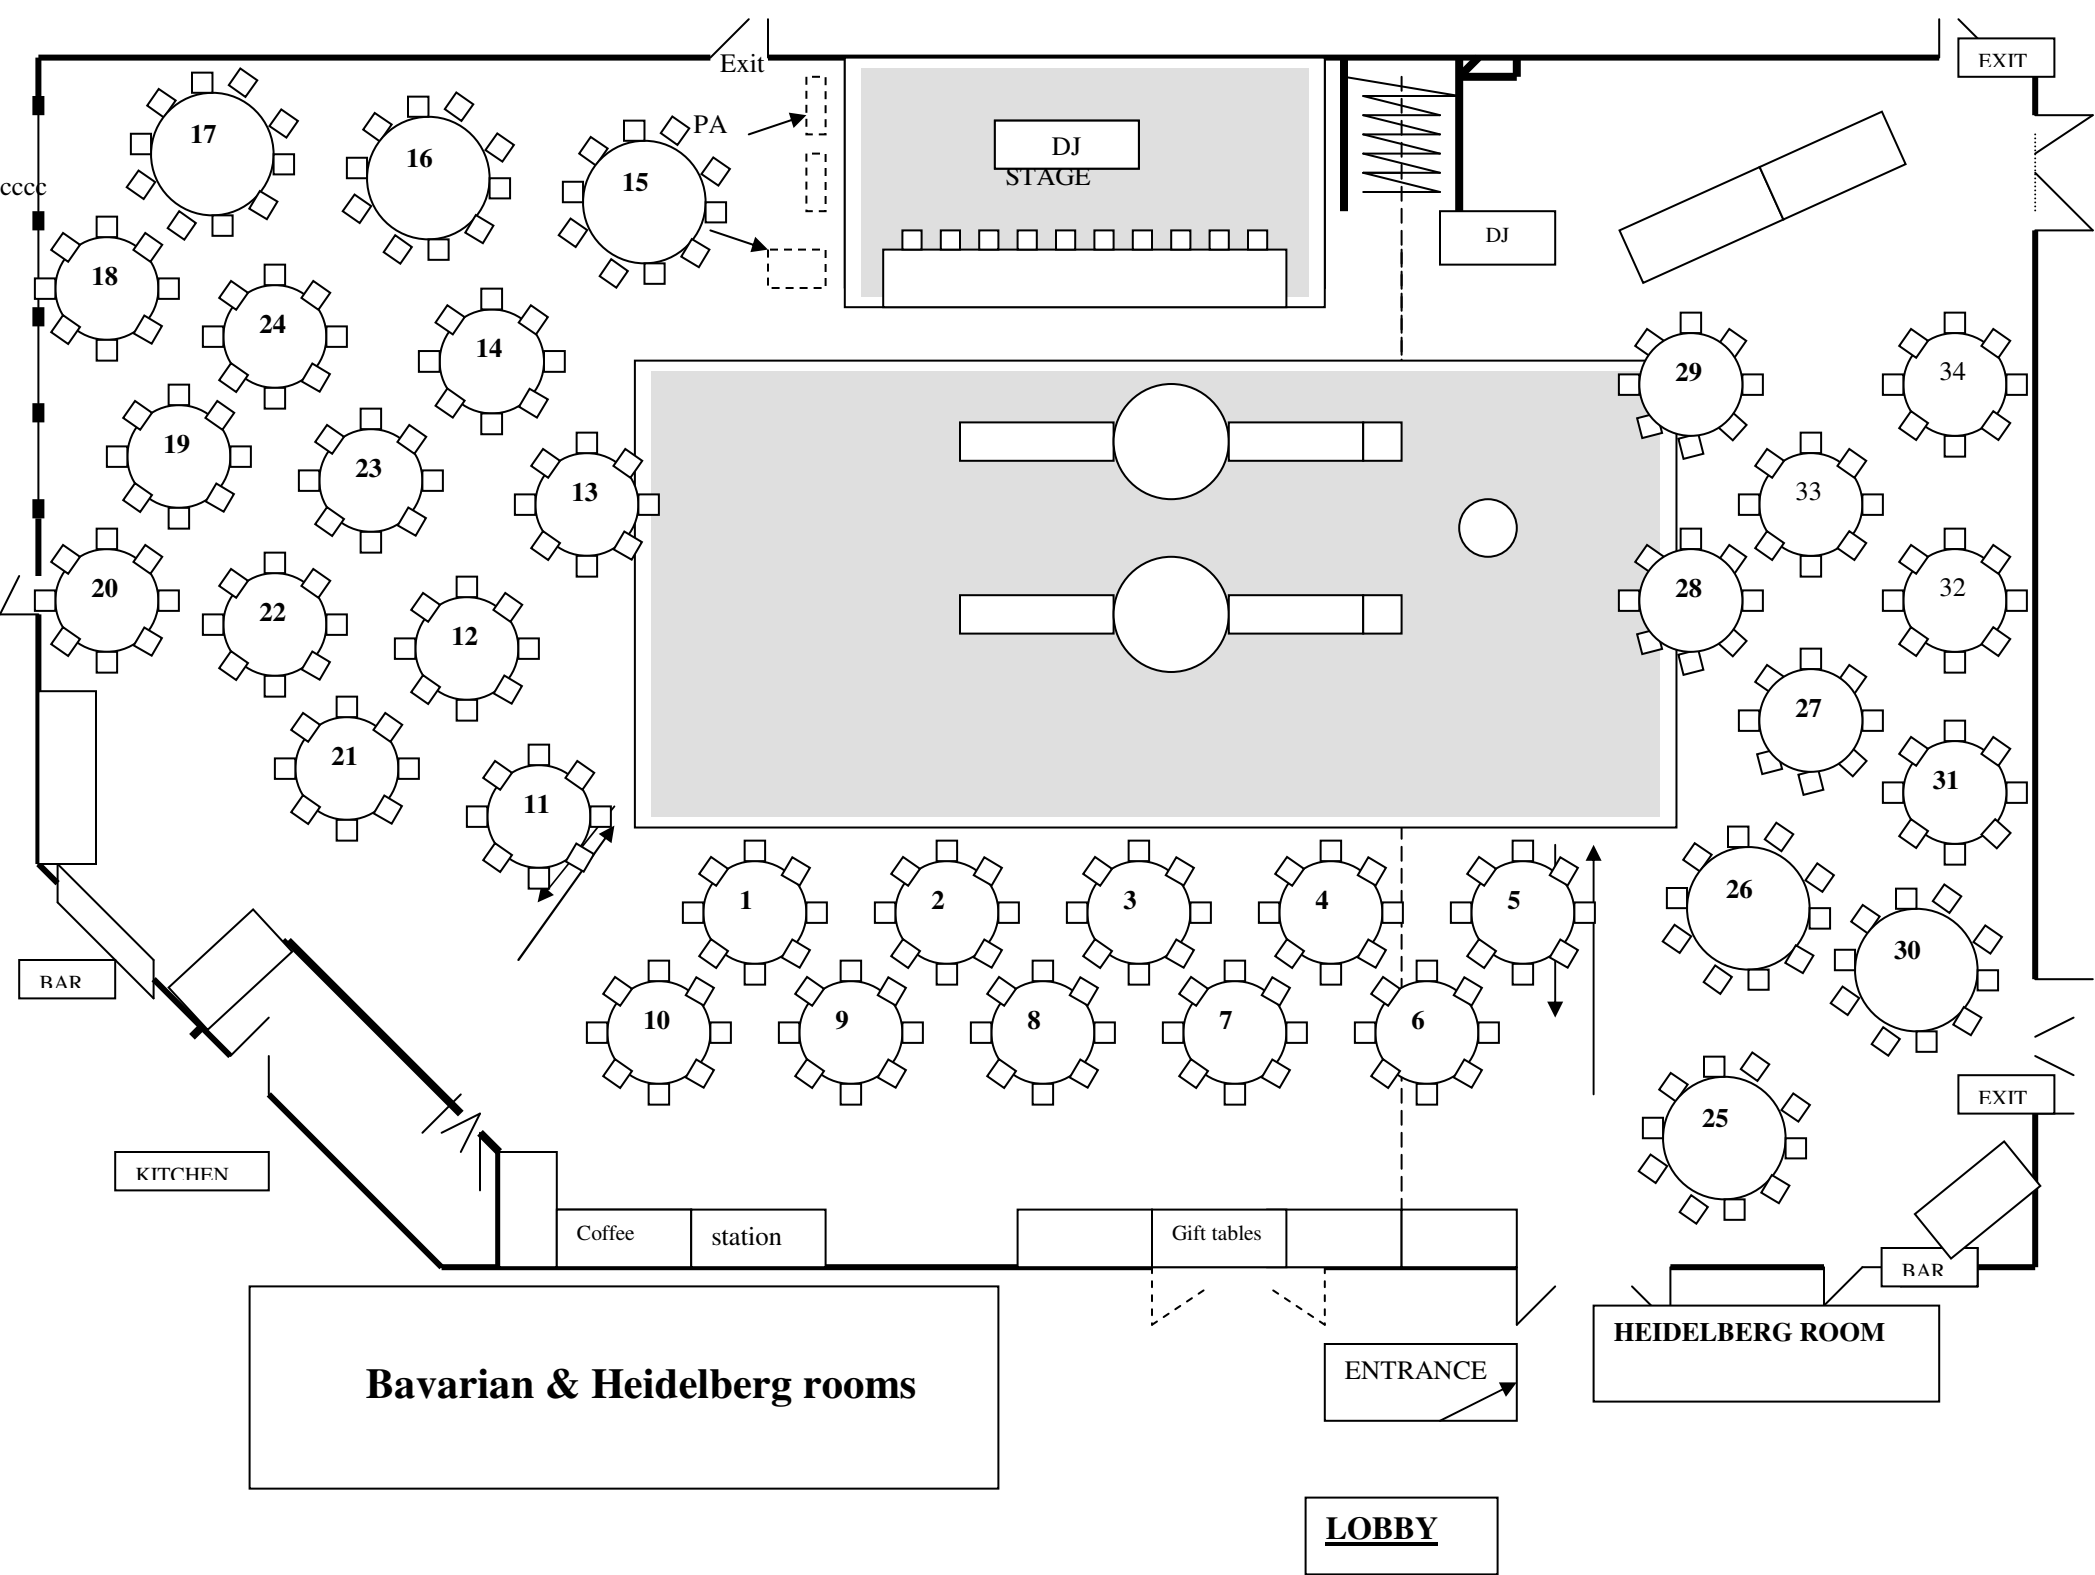 Exit
EXIT
17
16
15
PA
DJ
STAGE
cccc
DJ
18
24
14
29
34
19
23
13
33
20
22
12
28
32
21
11
27
31
1
2
3
4
5
26
30
BAR
10
9
8
7
6
25
EXIT
KITCHEN
Coffee
station
Gift tables
BAR
HEIDELBERG ROOM
ENTRANCE
Bavarian & Heidelberg rooms
LOBBY